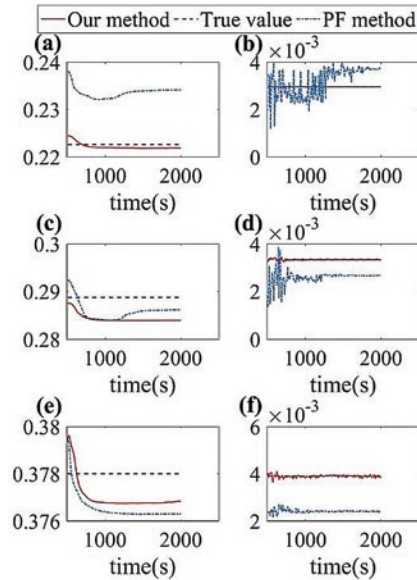 Our method True value PF method
(a)
0.24
0.23
0.22
1000 2000
time(s)
(b)
×10⁻³
4
2
0
1000 2000
time(s)
(c)
0.3
0.29
0.28
1000 2000
time(s)
(d)
×10⁻³
4
2
0
1000 2000
time(s)
(e)
0.38
0.378
0.376
1000 2000
time(s)
(f)
×10⁻³
6
4
2
1000 2000
time(s)